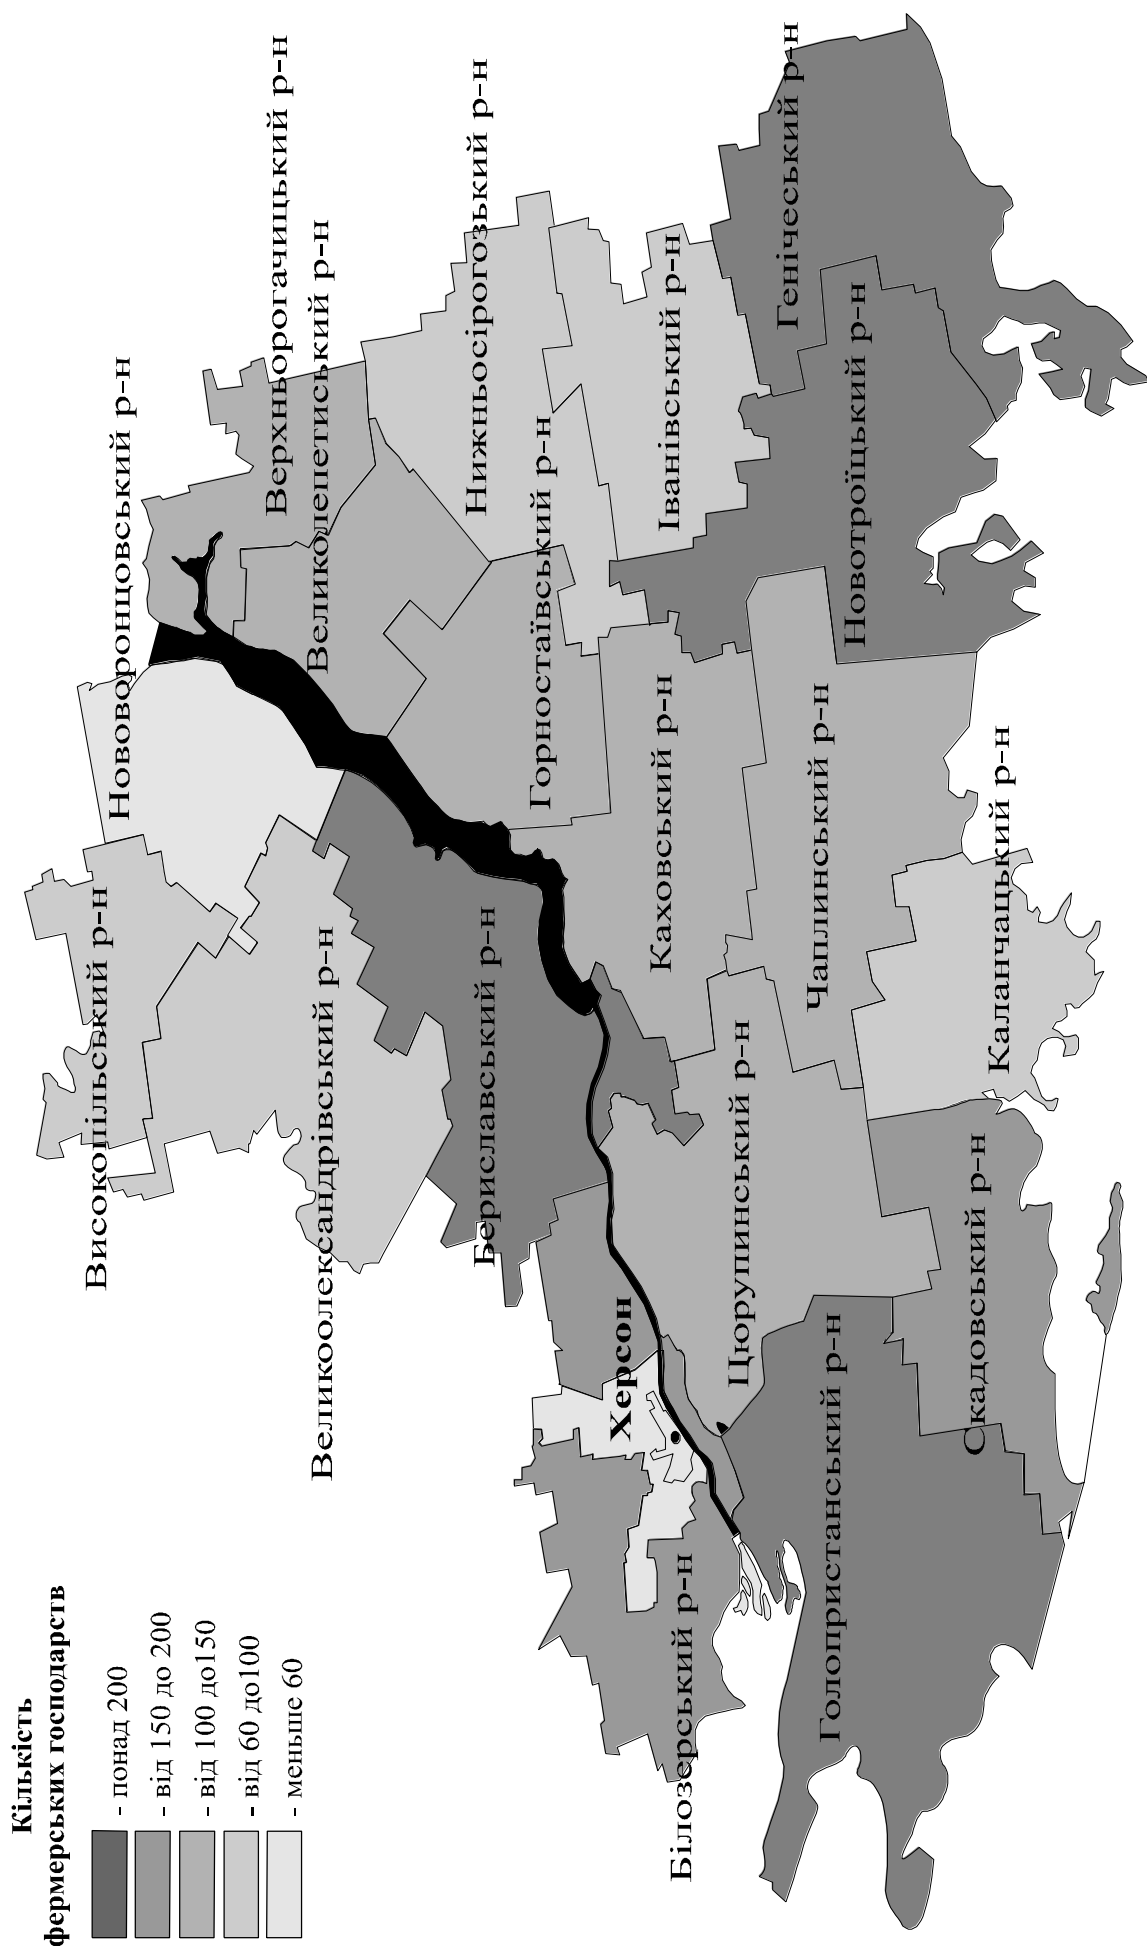 Кількість
фермерських господарств
- понад 200
- від 150 до 200
- від 100 до150
- від 60 до100
- меньше 60
Високопільський р-н
Нововоронцовський р-н
Верхньорогачицький р-н
Великолепетиський р-н
Великоолександрівський р-н
Бериславський р-н
Нижньосірогозький р-н
Горностаївський р-н
Херсон
Каховський р-н
Іванівський р-н
Білозерський р-н
Цюрупинський р-н
Генічеський р-н
Чаплинський р-н
Новотроїцький р-н
Голопристанський р-н
Скадовський р-н
Каланчацький р-н